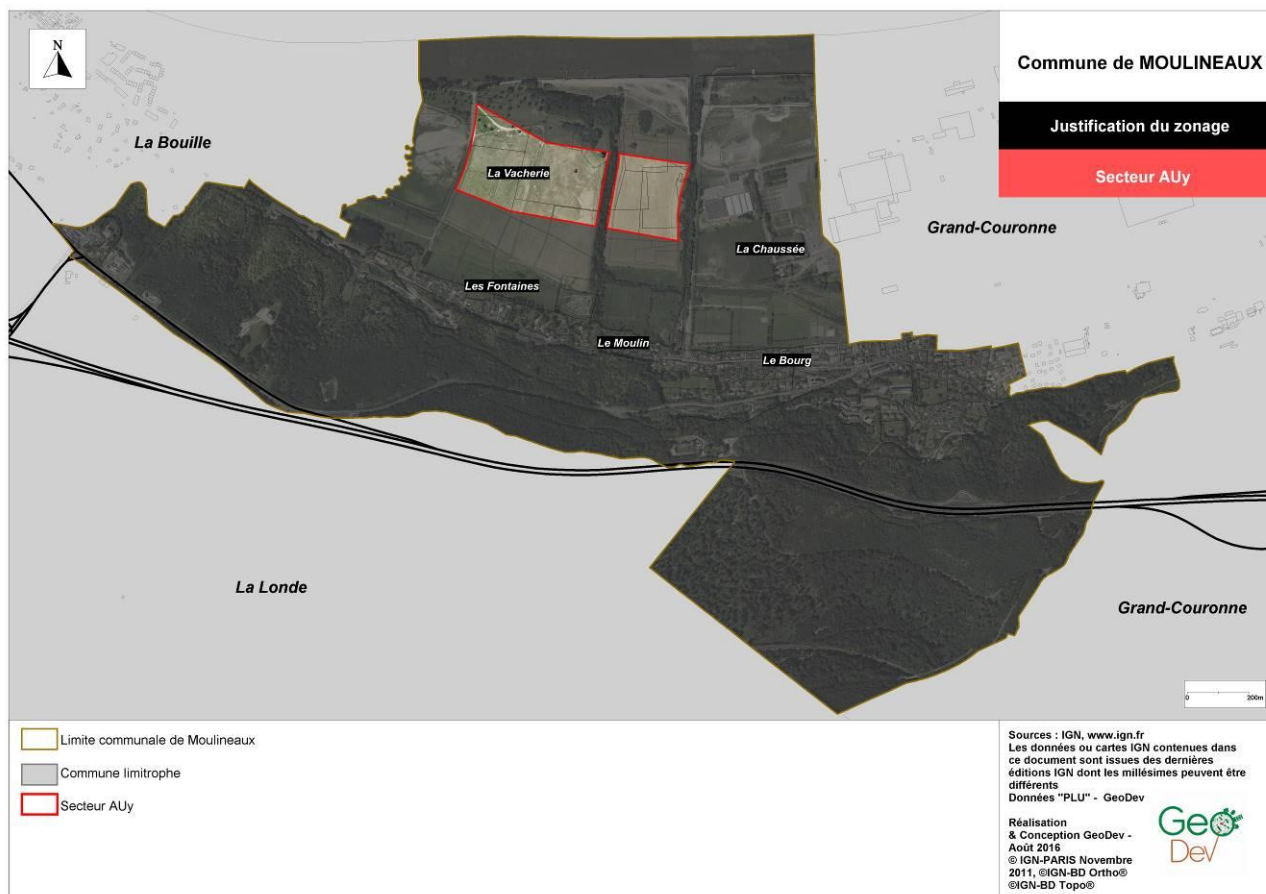 N
Commune de MOULINEAUX
Justification du zonage
Secteur AUy
La Bouille
La Vacherie
Grand-Couronne
La Chaussée
Les Fontaines
Le Moulin
Le Bourg
La Londe
Grand-Couronne
0 200m
Limite communale de Moulineaux
Commune limitrophe
Secteur AUy
Sources : IGN, www.ign.fr
Les données ou cartes IGN contenues dans
ce document sont issues des dernières
éditions IGN dont les millésimes peuvent être
différents
Données "PLU" - GeoDev
Réalisation
& Conception GeoDev -
Août 2016
© IGN-PARIS Novembre
2011, ©IGN-BD Ortho®
©IGN-BD Topo®
Geo
Dev